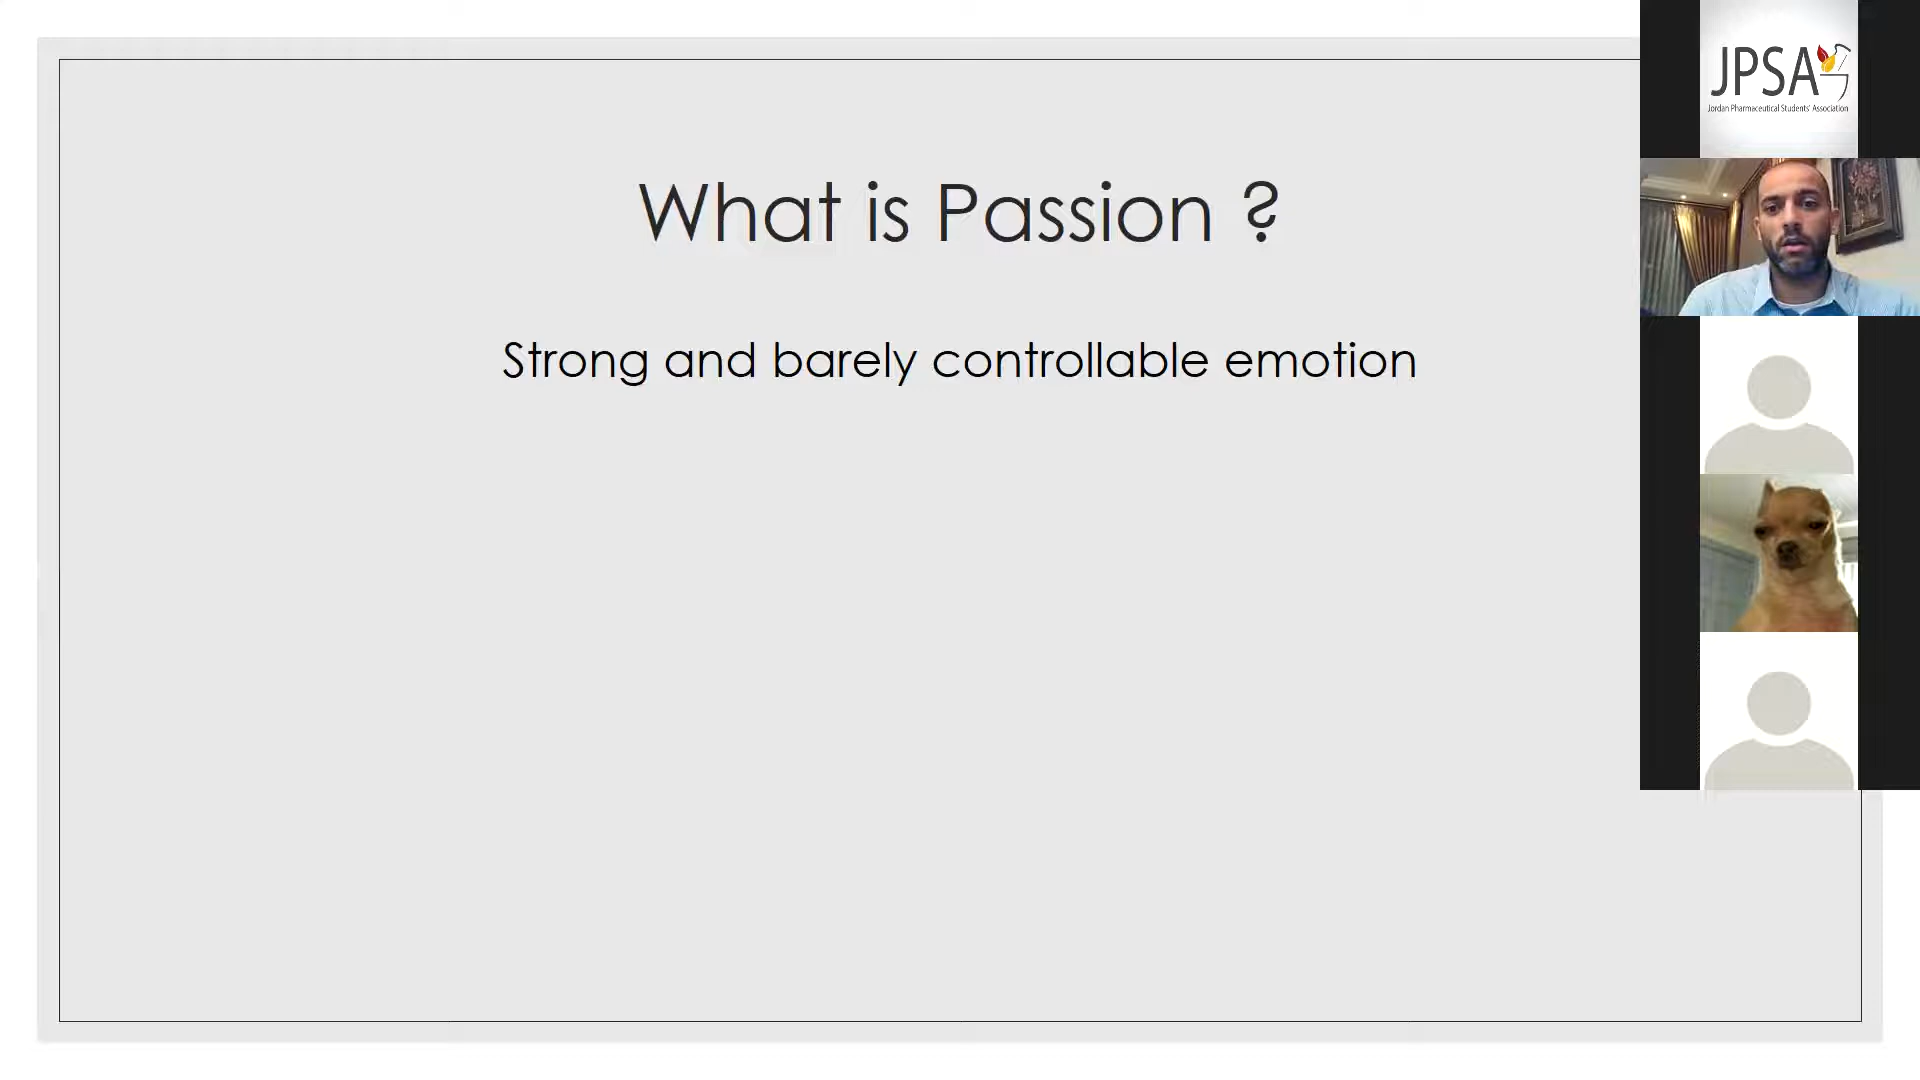 What is Passion ?
Strong and barely controllable emotion
JPSA
Jordan Pharmaceutical Students' Association